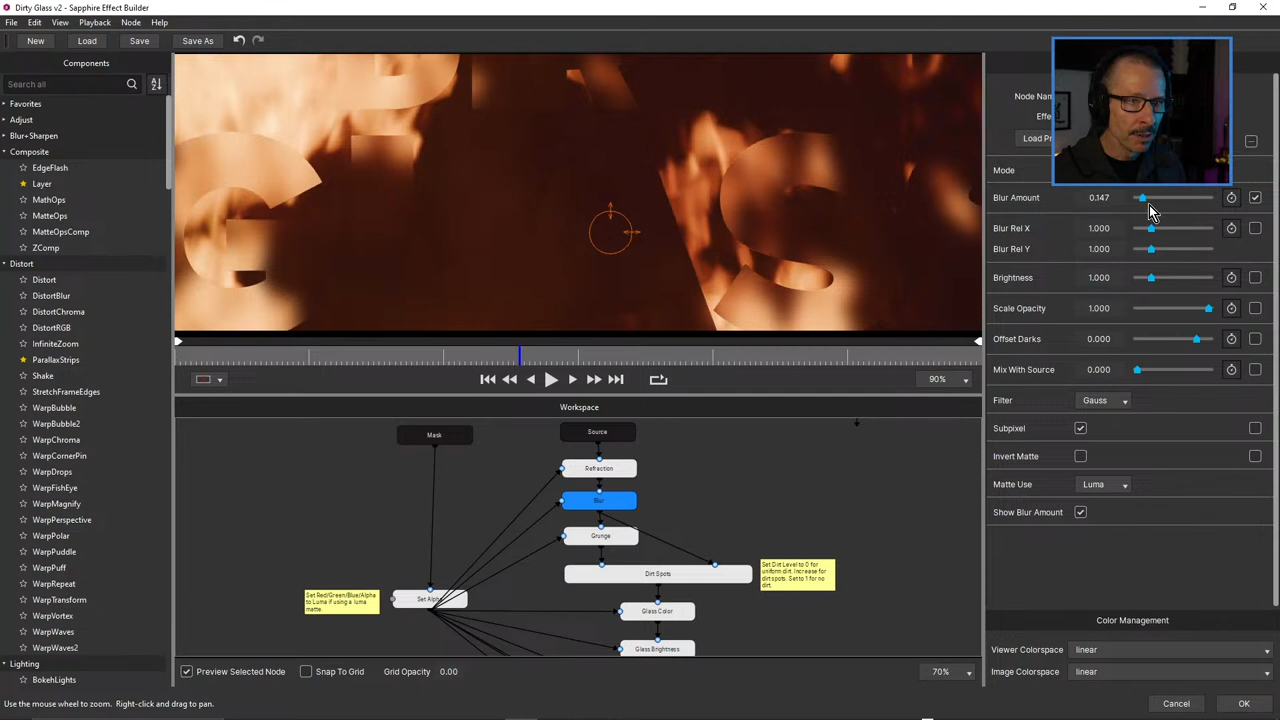 Dirty Glass v2 - Sapphire Effect Builder
File Edit View Playback Node Help
New Load Save Save As
Components
Search all
Favorites
Adjust
Blur+Sharpen
Composite
EdgeFlash
Layer
MathOps
MatteOps
MatteOpsComp
ZComp
Distort
Distort
DistortBlur
DistortChroma
DistortRGB
InfiniteZoom
ParallaxStrips
Shake
StretchFrameEdges
WarpBubble
WarpBubble2
WarpChroma
WarpCornerPin
WarpDrops
WarpFishEye
WarpMagnify
WarpPerspective
WarpPolar
WarpPuddle
WarpPuff
WarpRepeat
WarpTransform
WarpVortex
WarpWaves
WarpWaves2
Lighting
BokehLights
90%
Workspace
Mask
Source
Refraction
Blur
Grunge
Dirt Spots
Set Dirt Level to 0 for
uniform dirt. Increase for
dirt spots. Set to 1 for no
dirt.
Set Red/Green/Blue/Alpha
to Luma if using a luma
matte.
Set Alpha
Glass Color
Glass Brightness
Preview Selected Node Snap To Grid Grid Opacity 0.00 70%
Use the mouse wheel to zoom. Right-click and drag to pan.
Node
Load
Mode
Blur Amount 0.147
Blur Rel X 1.000
Blur Rel Y 1.000
Brightness 1.000
Scale Opacity 1.000
Offset Darks 0.000
Mix With Source 0.000
Filter Gauss
Subpixel
Invert Matte
Matte Use Luma
Show Blur Amount
Color Management
Viewer Colorspace linear
Image Colorspace linear
Cancel OK